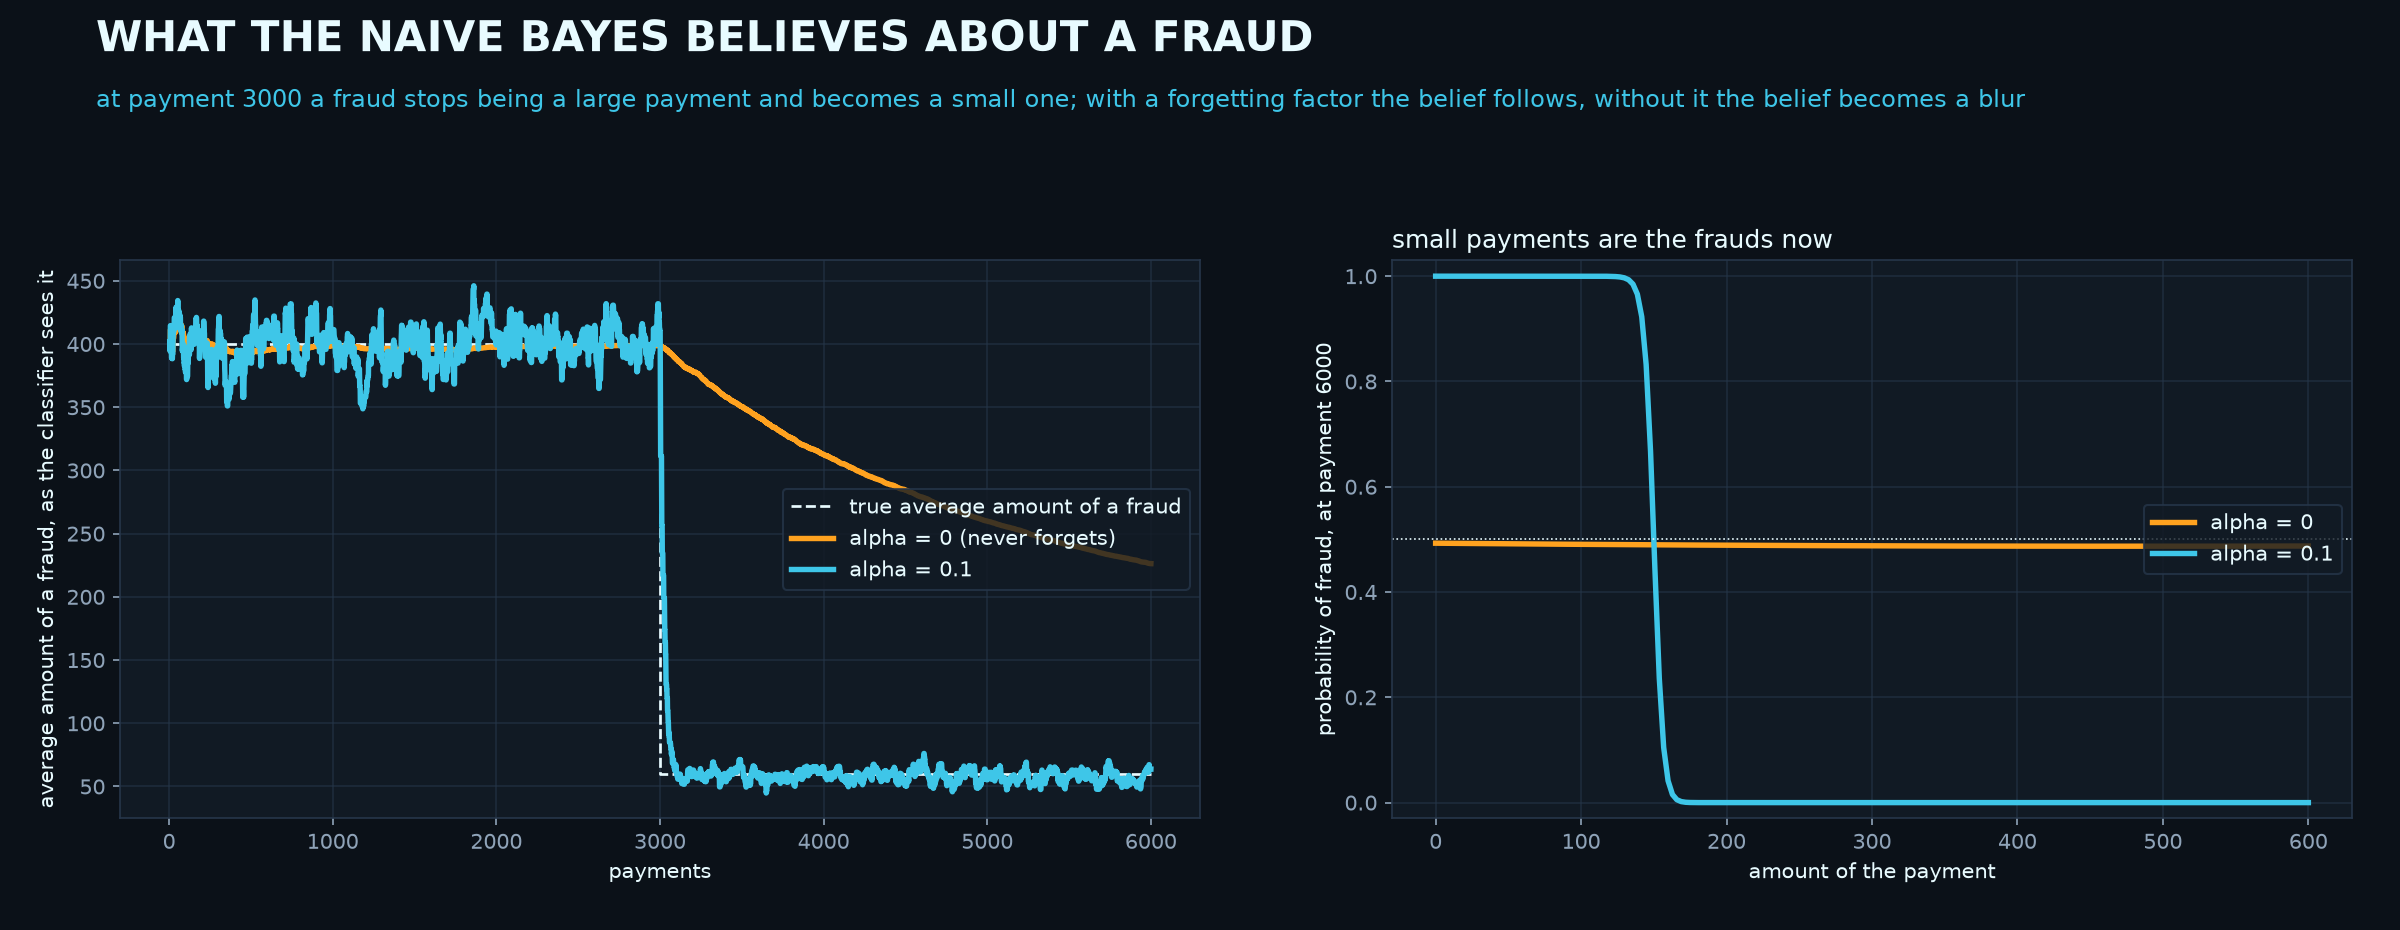 WHAT THE NAIVE BAYES BELIEVES ABOUT A FRAUD
at payment 3000 a fraud stops being a large payment and becomes a small one; with a forgetting factor the belief follows, without it the belief becomes a blur
average amount of a fraud, as the classifier sees it
450
400
350
300
250
200
150
100
50
true average amount of a fraud
alpha = 0 (never forgets)
alpha = 0.1
0
1000
2000
3000
4000
5000
6000
payments
small payments are the frauds now
probability of fraud, at payment 6000
1.0
0.8
0.6
0.4
0.2
0.0
alpha = 0
alpha = 0.1
0
100
200
300
400
500
600
amount of the payment